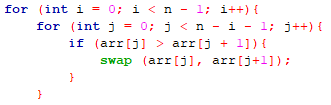 for (int i = 0; i < n - 1; i++){
for (int j = 0; j < n - i - 1; j++){
if (arr[j] > arr[j + 1]){
swap (arr[j], arr[j+1]);
}
}